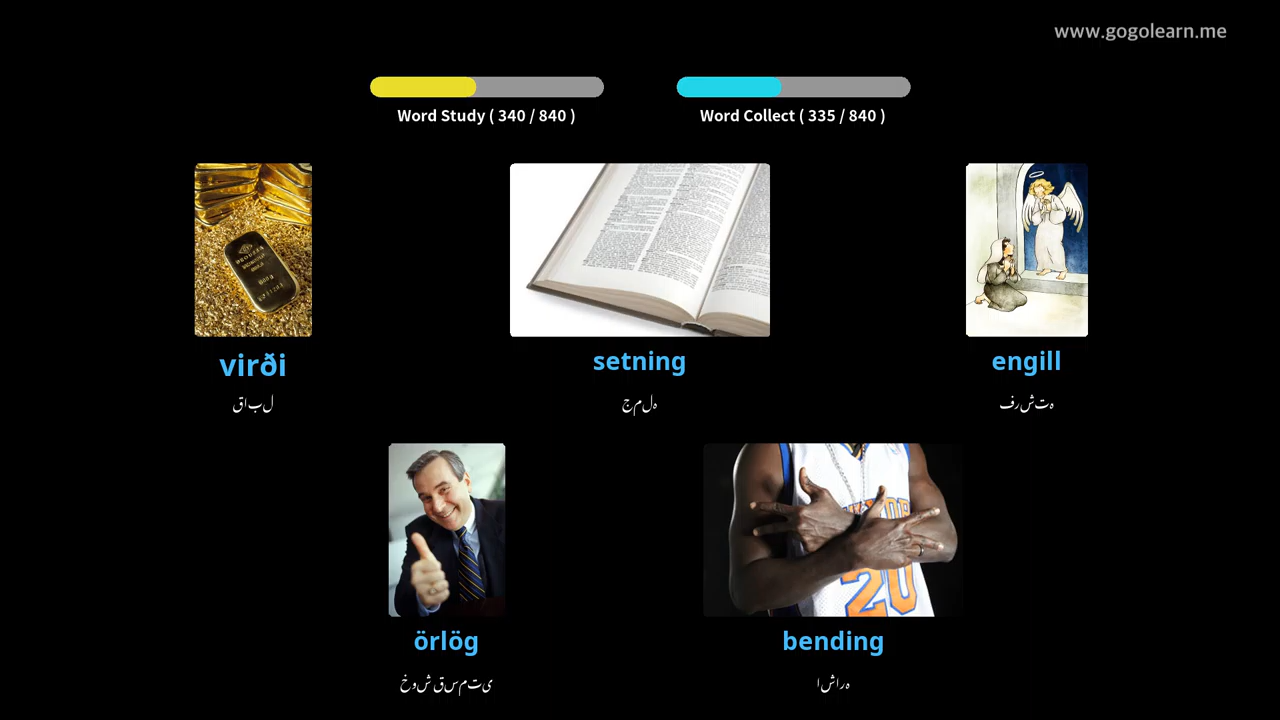 www.gogolearn.me
Word Study ( 340 / 840 )
Word Collect ( 335 / 840 )
virði
setning
engill
قابل
جملہ
فرشتہ
20
örlög
bending
خوش قسمتی
اشارہ